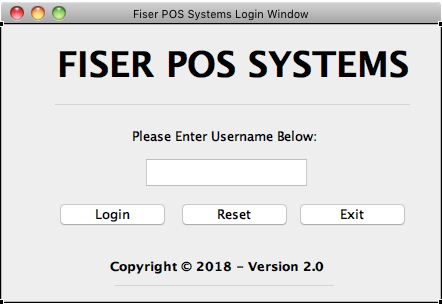 Fiser POS Systems Login Window
FISER POS SYSTEMS
Please Enter Username Below:
Login Reset Exit
Copyright © 2018 - Version 2.0